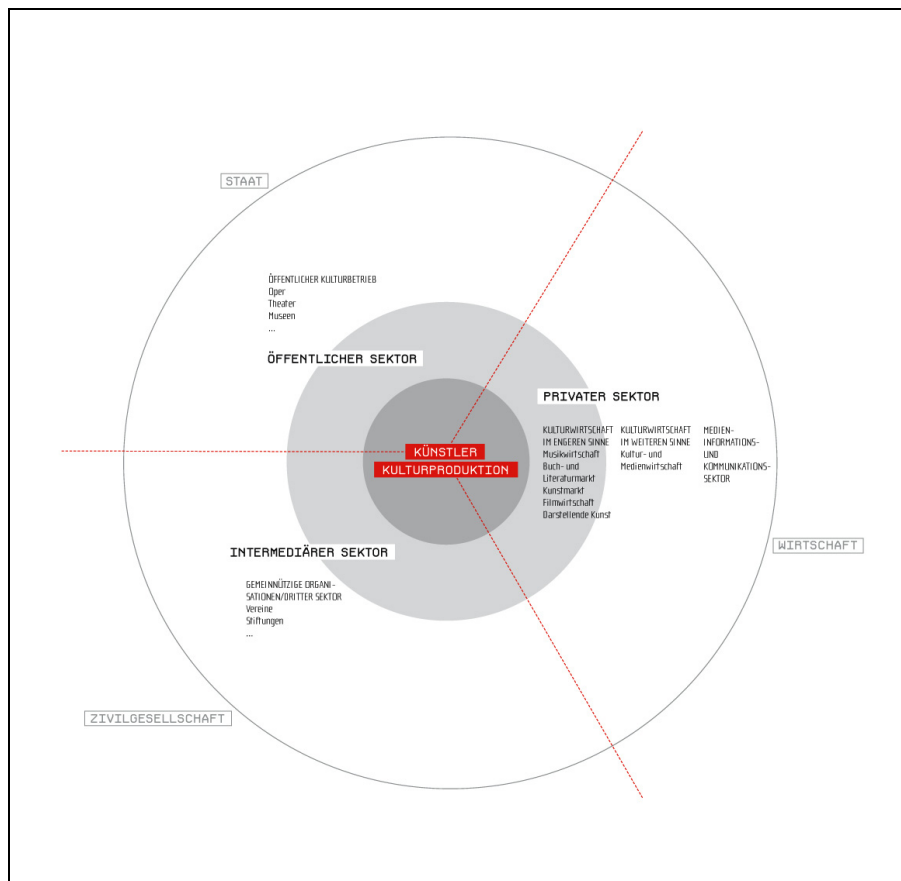 STAAT
ÖFFENTLICHER KULTURBETRIEB
Oper
Theater
Museen
...
ÖFFENTLICHER SEKTOR
PRIVATER SEKTOR
KULTURWIRTSCHAFT
IM ENGEREN SINNE
Musikwirtschaft
Buch- und
Literaturmarkt
Kunstmarkt
Filmwirtschaft
Darstellende Kunst
KULTURWIRTSCHAFT
IM WEITEREN SINNE
Kultur- und
Medienwirtschaft
MEDIEN-
INFORMATIONS-
UND
KOMMUNIKATIONS-
SEKTOR
KÜNSTLER
KULTURPRODUKTION
WIRTSCHAFT
INTERMEDIÄRER SEKTOR
GEMEINNÜTZIGE ORGANI-
SATIONEN/DRITTER SEKTOR
Vereine
Stiftungen
...
ZIVILGESELLSCHAFT